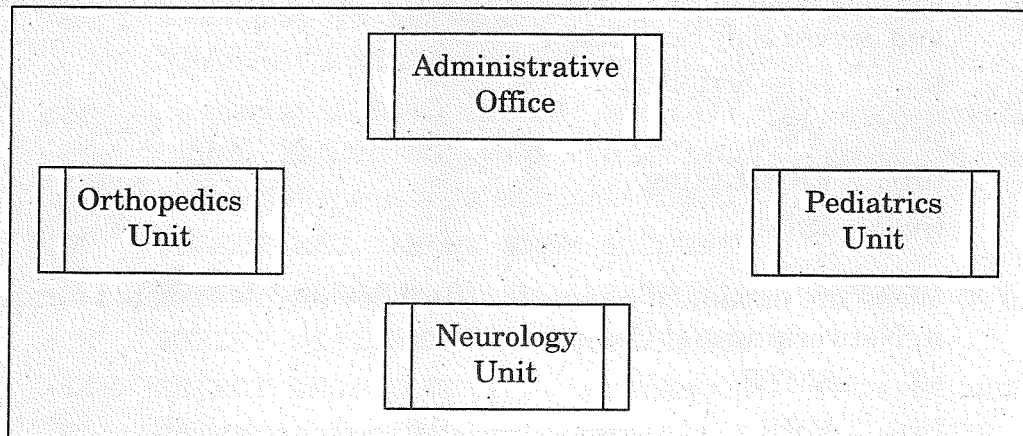 Administrative
Office
Orthopedics
Unit
Pediatrics
Unit
Neurology
Unit